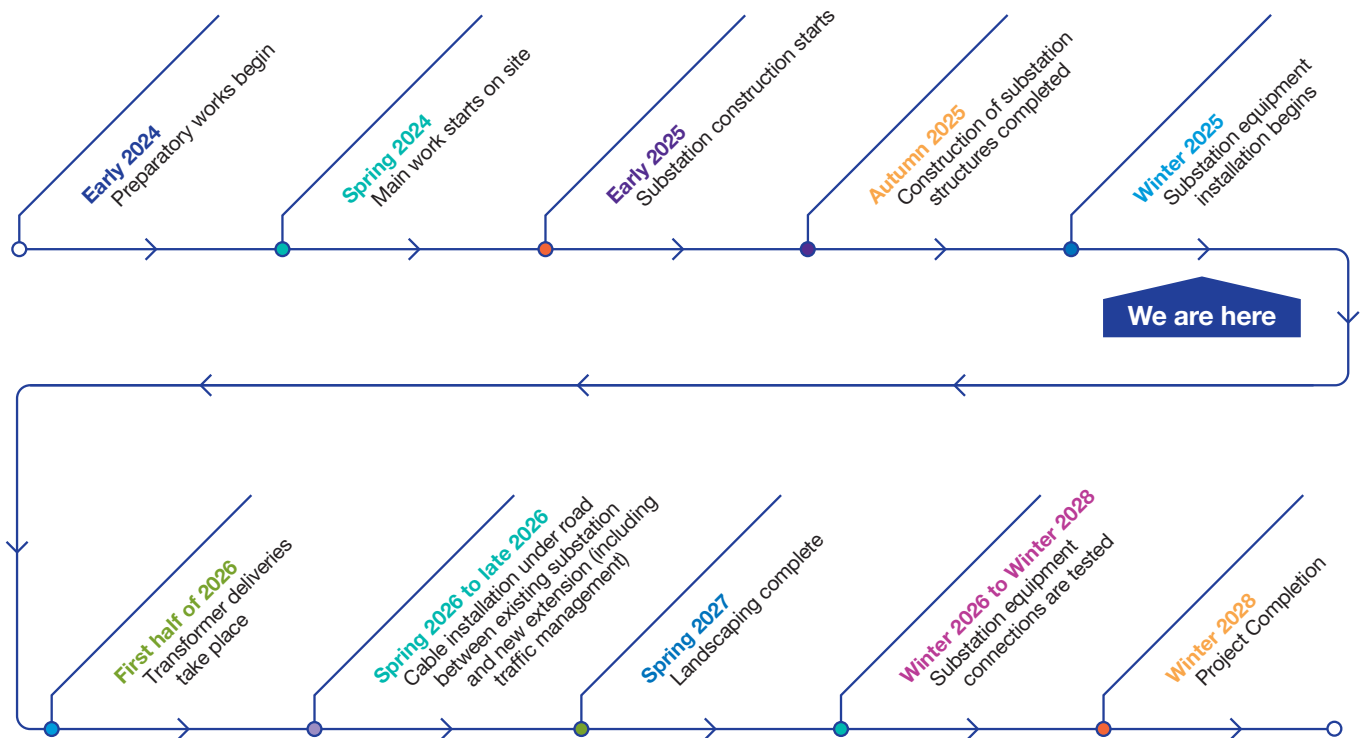 Early 2024
Preparatory works begin
Spring 2024
Main work starts on site
Early 2025
Substation construction starts
Autumn 2025
Construction of substation
structures completed
Winter 2025
Substation equipment
installation begins
We are here
First half of 2026
Transformer deliveries
take place
Spring 2026 to late 2026
Cable installation under road
between existing substation
and new extension (including
traffic management)
Spring 2027
Landscaping complete
Winter 2026 to Winter 2028
Substation equipment
connections are tested
Winter 2028
Project Completion